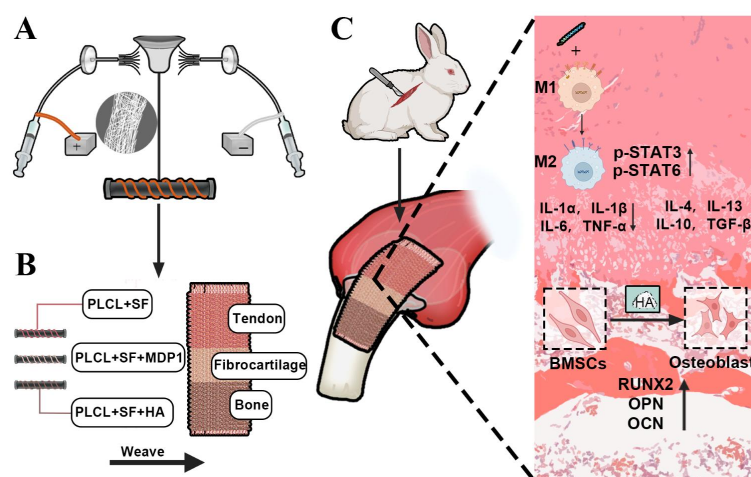 A
+
−
B
PLCL+SF
PLCL+SF+MDP1
PLCL+SF+HA
Weave
Tendon
Fibrocartilage
Bone
C
+
M1
M2
p-STAT3
p-STAT6
IL-1α, IL-1β
IL-6, TNF-α
IL-4, IL-13
IL-10, TGF-β
HA
BMSCs
Osteoblast
RUNX2
OPN
OCN